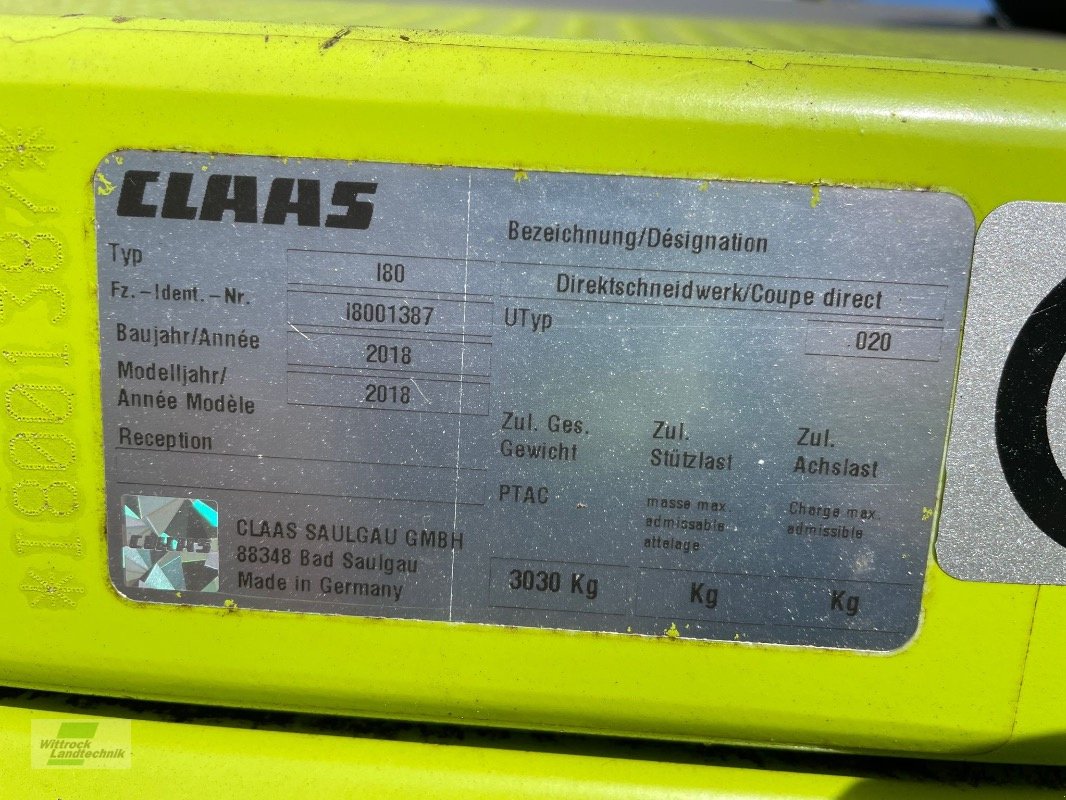 *I8001387*
CLAAS
Bezeichnung/Désignation
Direktschneidwerk/Coupe direct
Typ I80
Fz.-Ident.-Nr. I8001387
UTyp 020
Baujahr/Année 2018
Modelljahr/
Année Modèle 2018
Reception
Zul. Ges.
Gewicht
PTAC
3030 Kg
Zul.
Stützlast
masse max.
admissable
attelage
Kg
Zul.
Achslast
Charge max.
admissible
Kg
CLAAS
CLAAS SAULGAU GMBH
88348 Bad Saulgau
Made in Germany
Wittrock
Landtechnik